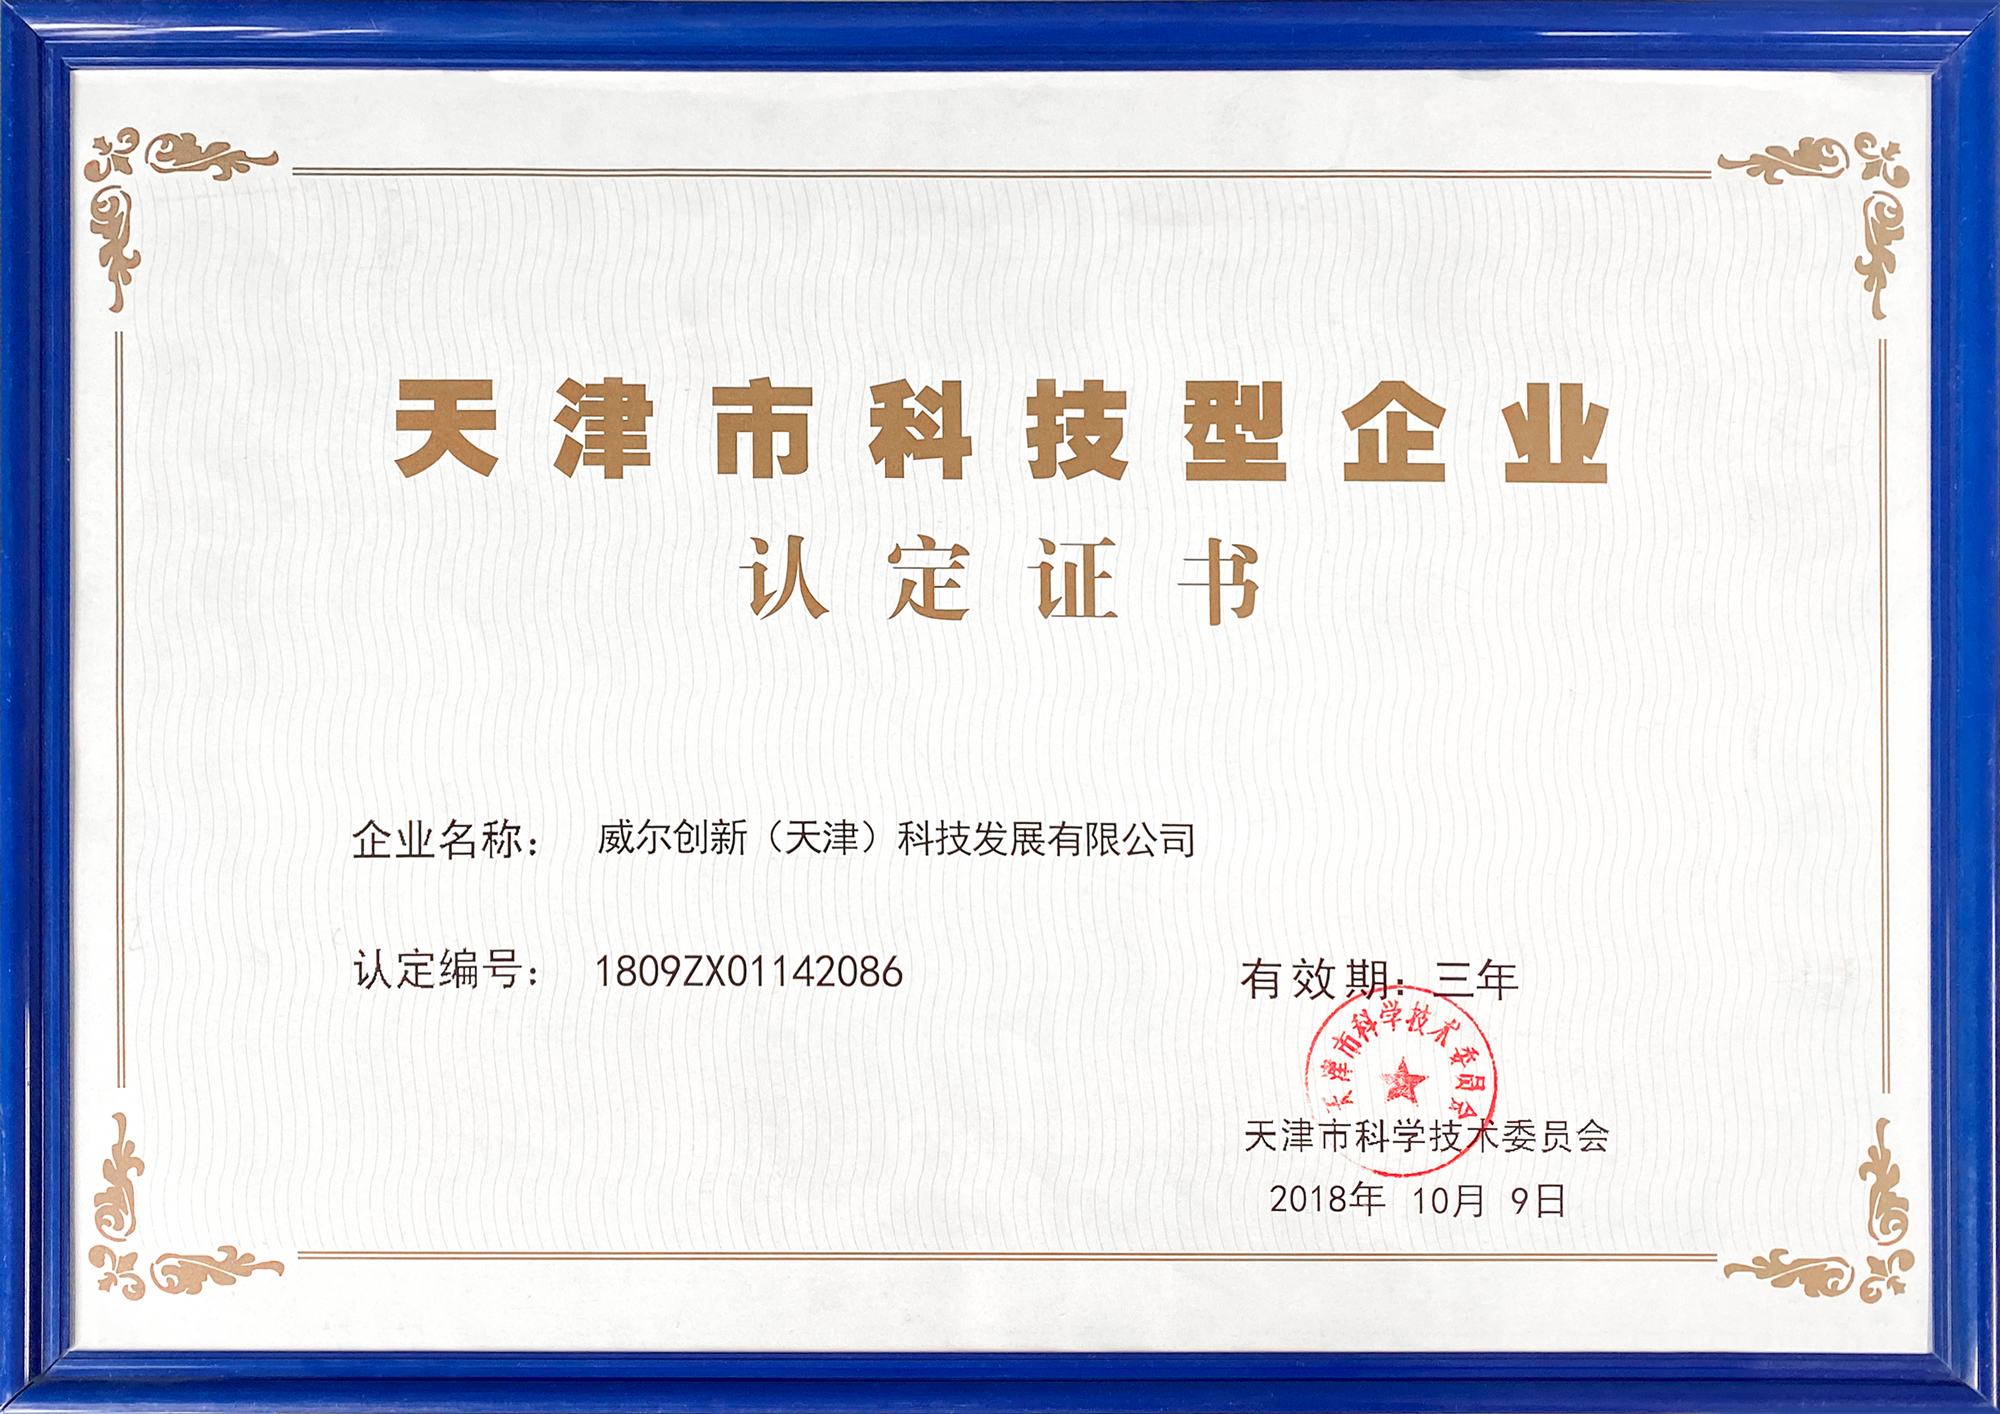 天津市科技型企业
认定证书
企业名称： 威尔创新（天津）科技发展有限公司
认定编号： 1809ZX01142086
有效期：三年
天津市科学技术委员会
天津市科学技术委员会
2018年 10月 9日